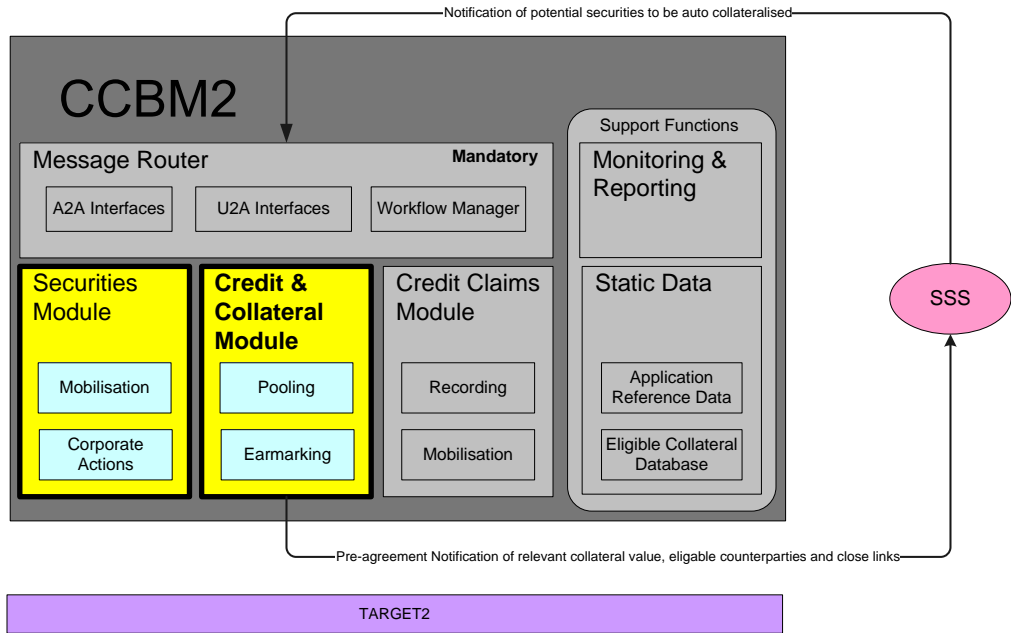 Notification of potential securities to be auto collateralised
CCBM2
Message Router
Mandatory
A2A Interfaces
U2A Interfaces
Workflow Manager
Securities
Module
Mobilisation
Corporate
Actions
Credit &
Collateral
Module
Pooling
Earmarking
Credit Claims
Module
Recording
Mobilisation
Support Functions
Monitoring &
Reporting
Static Data
Application
Reference Data
Eligible Collateral
Database
SSS
Pre-agreement Notification of relevant collateral value, eligable counterparties and close links
TARGET2